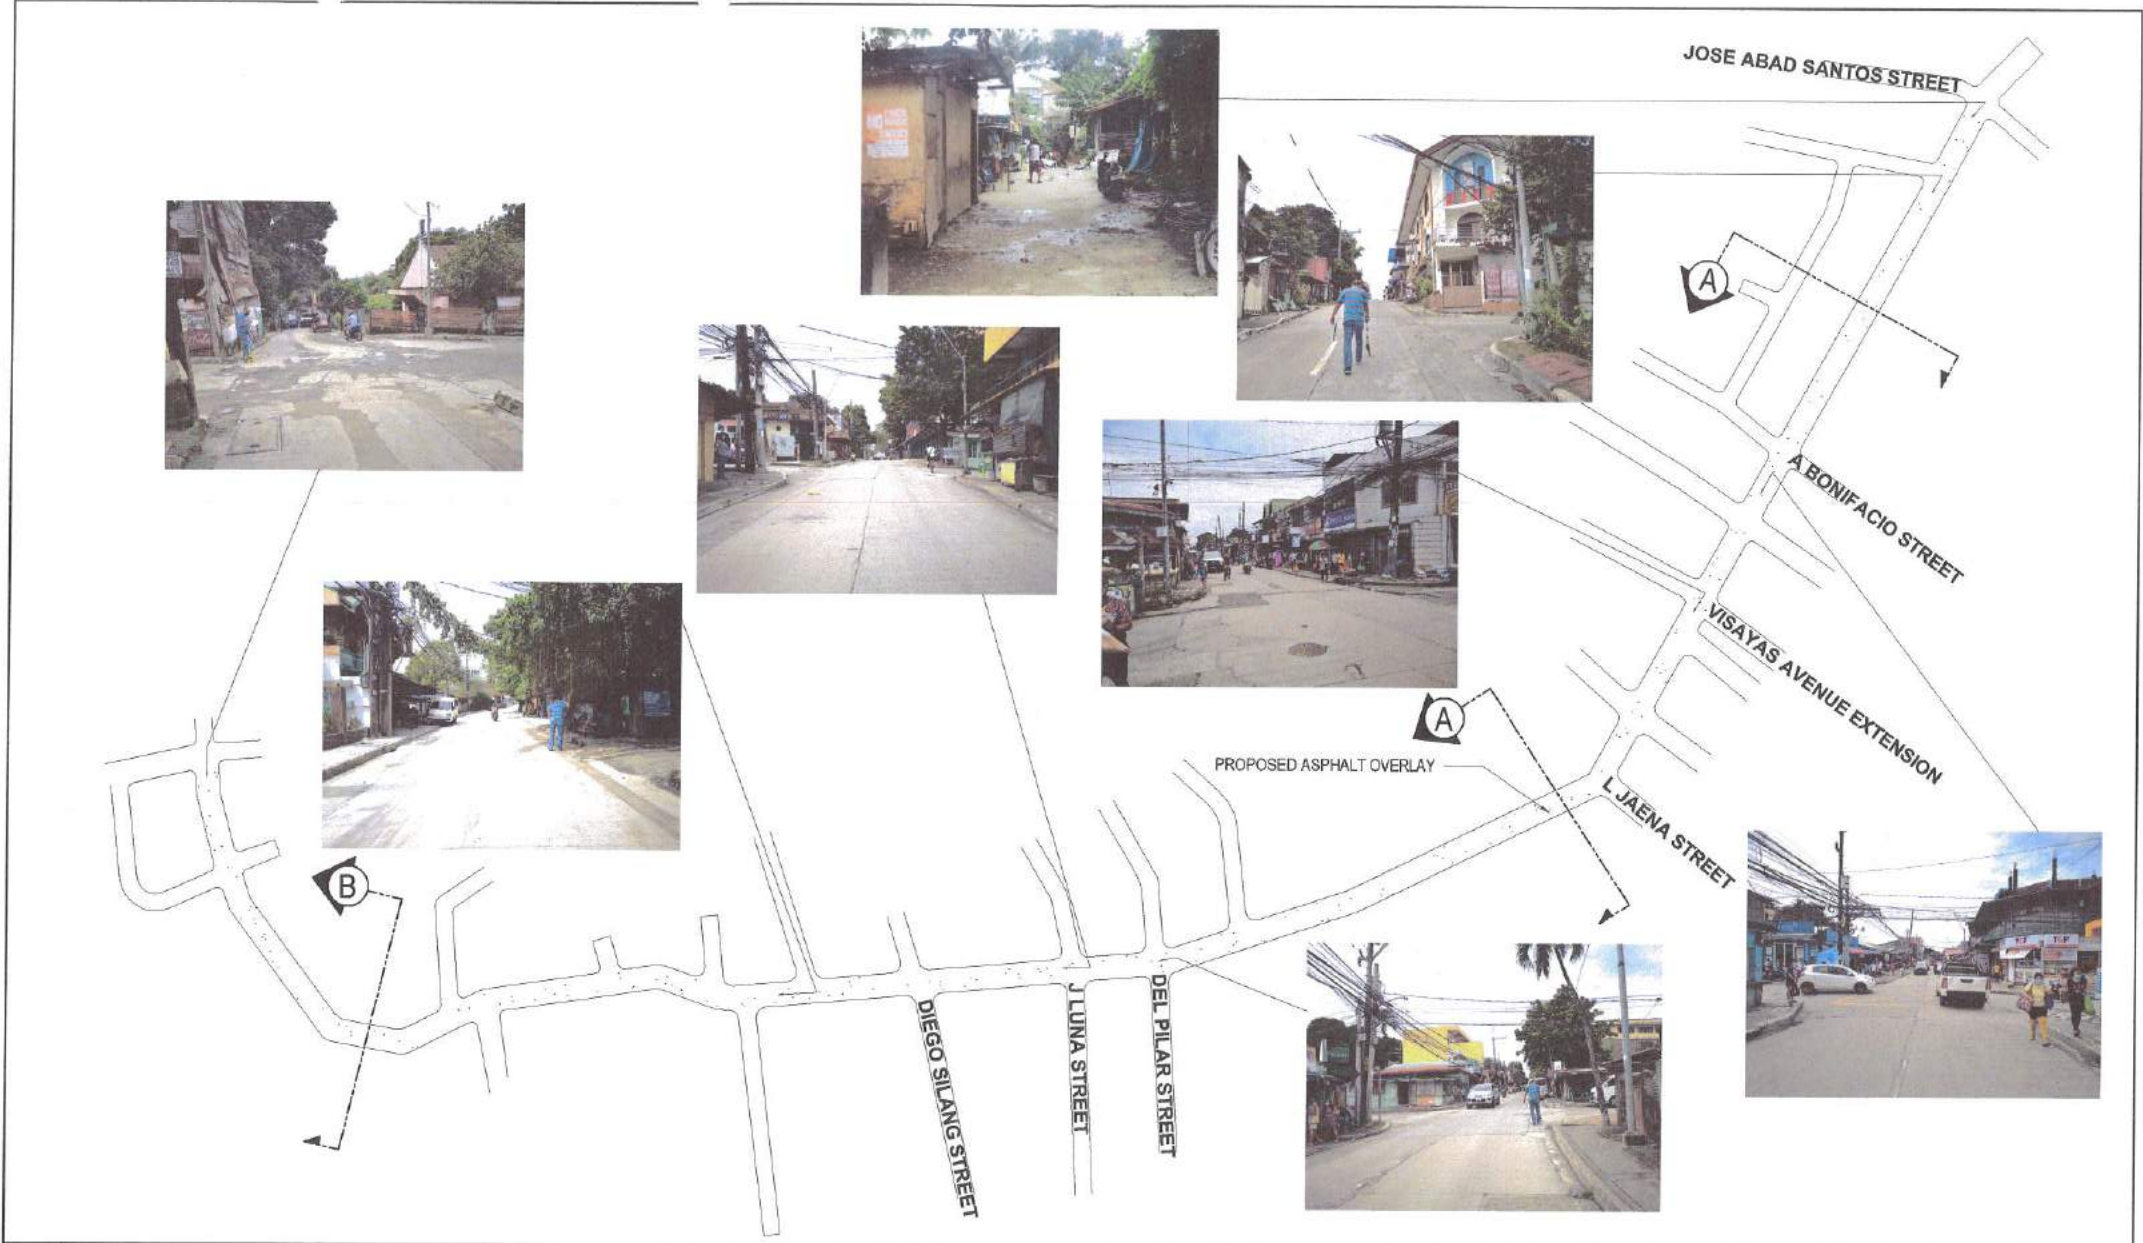 JOSE ABAD SANTOS STREET
NO
A
A BONIFACIO STREET
VISAYAS AVENUE EXTENSION
A
PROPOSED ASPHALT OVERLAY
L JAENA STREET
B
DIEGO SILANG STREET
J LUNA STREET
DEL PILAR STREET